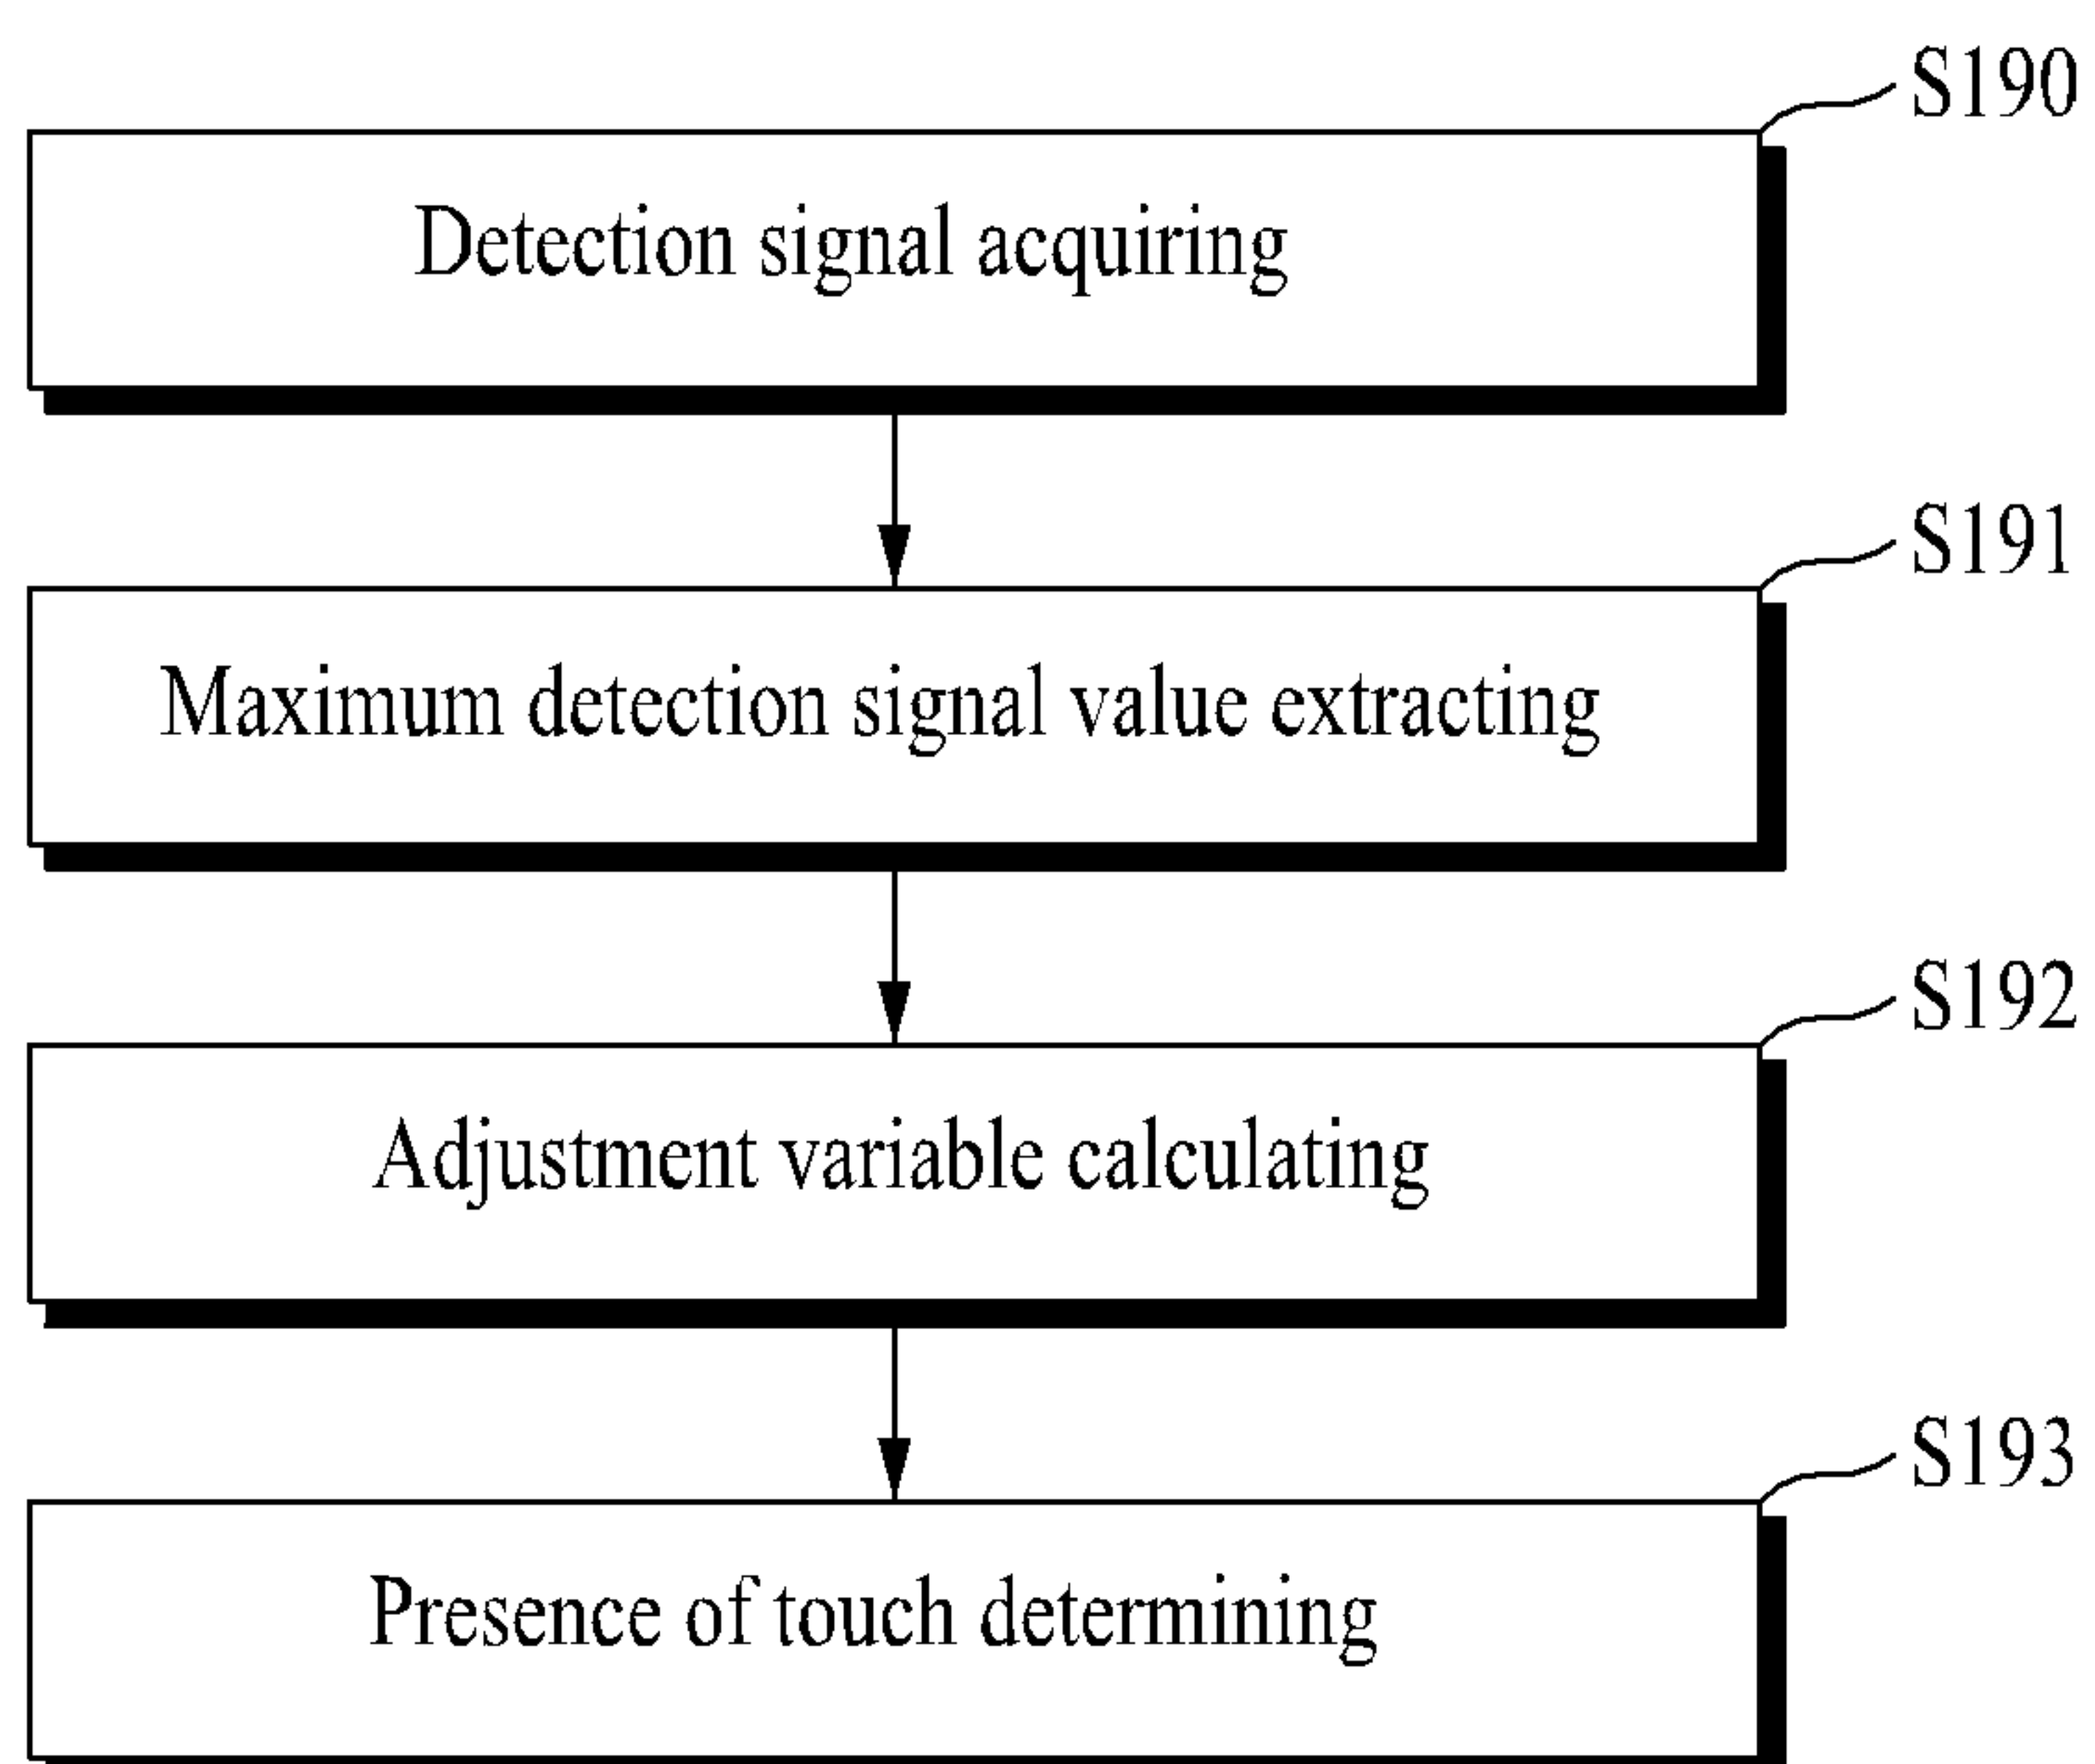 S190
Detection signal acquiring
S191
Maximum detection signal value extracting
S192
Adjustment variable calculating
S193
Presence of touch determining